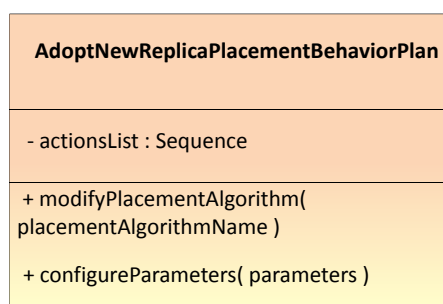 AdoptNewReplicaPlacementBehaviorPlan
- actionsList : Sequence
+ modifyPlacementAlgorithm(
placementAlgorithmName )
+ configureParameters( parameters )